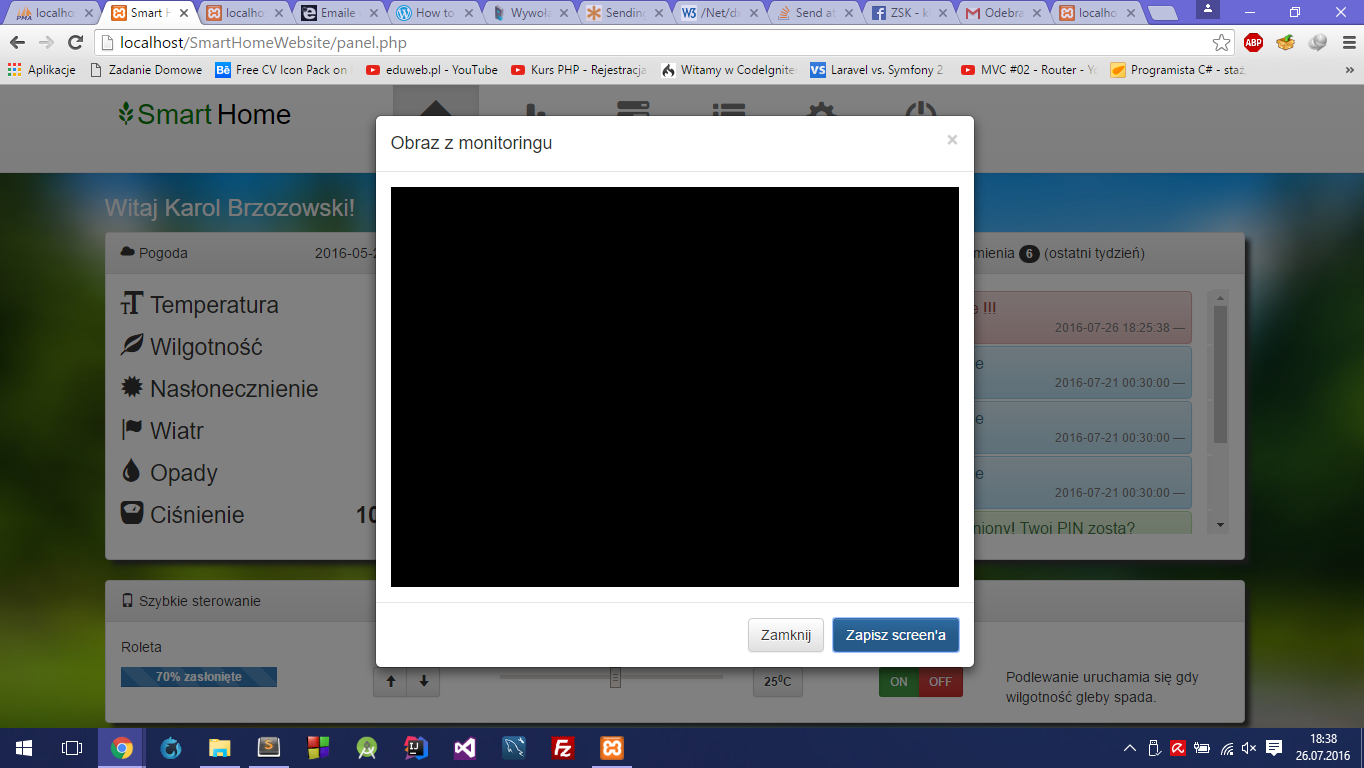 localho
Smart H
localho
Emaile
How to
Wywoła
Sending
/Net/d
Send at
ZSK - k
Odebra
localho
localhost/SmartHomeWebsite/panel.php
ABP
Aplikacje
Zadanie Domowe
Bē Free CV Icon Pack on
eduweb.pl - YouTube
Kurs PHP - Rejestracja
Witamy w CodeIgnite
VS Laravel vs. Symfony 2
MVC #02 - Router - Yo
Programista C# - staż
»
Smart Home
Obraz z monitoringu
×
Witaj Karol Brzozowski!
Pogoda 2016-05-2
Temperatura
Wilgotność
Nasłonecznienie
Wiatr
Opady
Ciśnienie 10
mienia 6 (ostatni tydzień)
e !!!
2016-07-26 18:25:38 —
e
2016-07-21 00:30:00 —
e
2016-07-21 00:30:00 —
e
2016-07-21 00:30:00 —
niony! Twoj PIN zosta?
Zamknij
Zapisz screen'a
Szybkie sterowanie
Roleta
70% zasłonięte
25⁰C
ON OFF
Podlewanie uruchamia się gdy
wilgotność gleby spada.
18:38
26.07.2016